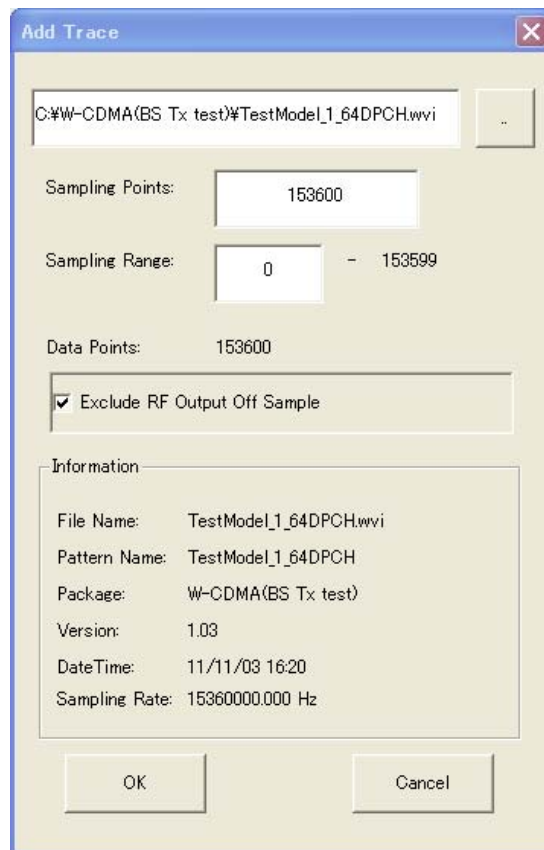 Add Trace
C:¥W-CDMA(BS Tx test)¥TestModel_1_64DPCH.wvi
..
Sampling Points: 153600
Sampling Range: 0 - 153599
Data Points: 153600
Exclude RF Output Off Sample
Information
File Name: TestModel_1_64DPCH.wvi
Pattern Name: TestModel_1_64DPCH
Package: W-CDMA(BS Tx test)
Version: 1.03
DateTime: 11/11/03 16:20
Sampling Rate: 15360000.000 Hz
OK Cancel